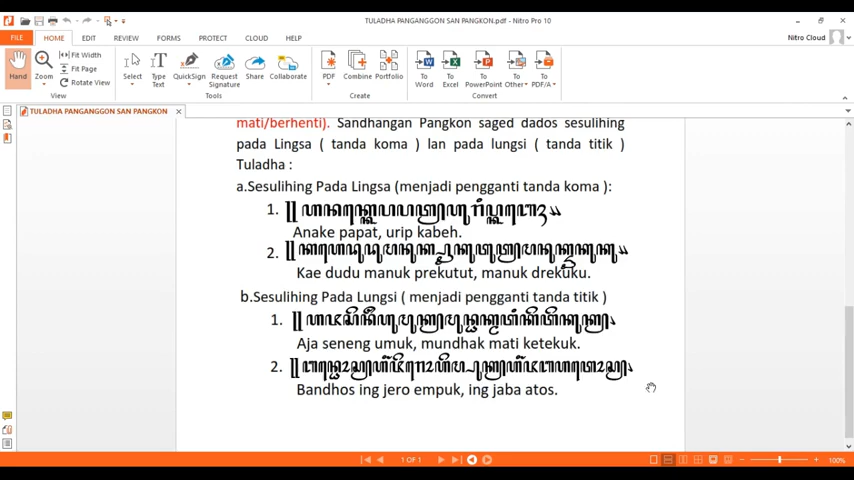 TULADHA PANGANGGON SAN PANGKON.pdf - Nitro Pro 10
FILE HOME EDIT REVIEW FORMS PROTECT CLOUD HELP Nitro Cloud
Hand Zoom Fit Width Fit Page Rotate View Select Type Text QuickSign Request Signature Share Collaborate PDF Combine Portfolio To Word To Excel To PowerPoint To Other To PDF/A
View Tools Create Convert
TULADHA PANGANGGON SAN PANGKON
mati/berhenti). Sandhangan Pangkon saged dados sesulihing
pada Lingsa ( tanda koma ) lan pada lungsi ( tanda titik )
Tuladha :
a.Sesulihing Pada Lingsa (menjadi pengganti tanda koma ):
1.
Anake papat, urip kabeh.
2.
Kae dudu manuk prekutut, manuk drekuku.
b.Sesulihing Pada Lungsi ( menjadi pengganti tanda titik )
1.
Aja seneng umuk, mundhak mati ketekuk.
2.
Bandhos ing jero empuk, ing jaba atos.
1 OF 1 100%